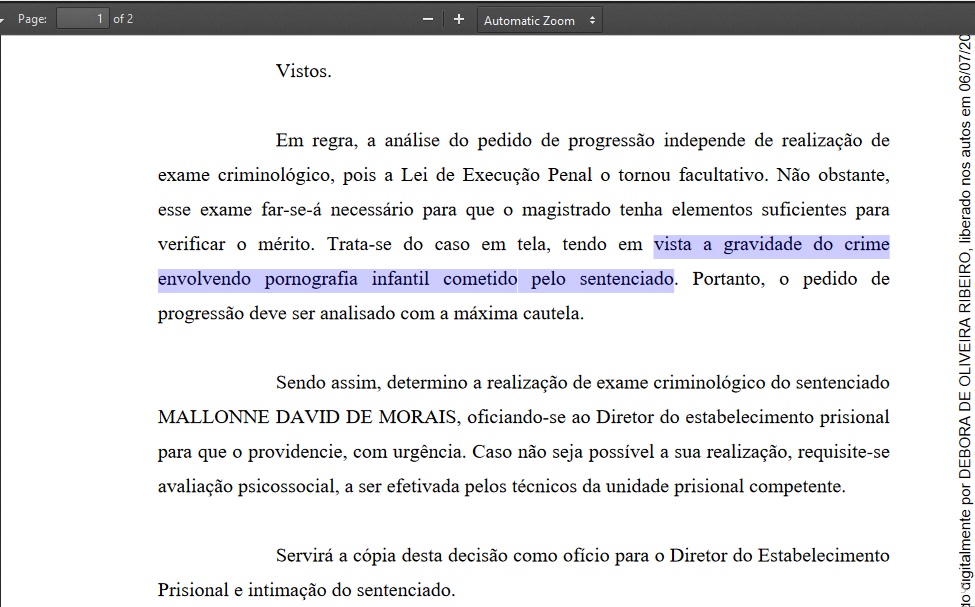 Page: 1 of 2 Automatic Zoom
Vistos.
Em regra, a análise do pedido de progressão independe de realização de
exame criminológico, pois a Lei de Execução Penal o tornou facultativo. Não obstante,
esse exame far-se-á necessário para que o magistrado tenha elementos suficientes para
verificar o mérito. Trata-se do caso em tela, tendo em vista a gravidade do crime
envolvendo pornografia infantil cometido pelo sentenciado. Portanto, o pedido de
progressão deve ser analisado com a máxima cautela.
Sendo assim, determino a realização de exame criminológico do sentenciado
MALLONNE DAVID DE MORAIS, oficiando-se ao Diretor do estabelecimento prisional
para que o providencie, com urgência. Caso não seja possível a sua realização, requisite-se
avaliação psicossocial, a ser efetivada pelos técnicos da unidade prisional competente.
Servirá a cópia desta decisão como ofício para o Diretor do Estabelecimento
Prisional e intimação do sentenciado.
digitalmente por DEBORA DE OLIVEIRA RIBEIRO, liberado nos autos em 06/07/20